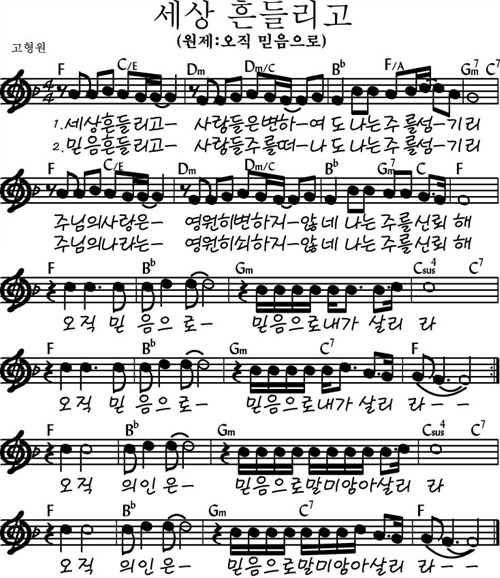 세상 흔들리고
(원제:오직 믿음으로)
고형원
F C/E Dm Dm/C Bb F/A Gm7 C7
1.세상흔들리고- 사람들은변하-여도나는주를섬-기리
2.믿음흔들리고- 사람들주를떠-나도나는주를섬-기리
F C/E Dm Dm/C Bb F Gm7 C F
주님의사랑은- 영원히변하지-않네 나는주를신뢰 해
주님의나라는- 영원히쇠하지-않네 나는주를신뢰 해
F Bb Gm Csus4 C7
오직 믿 음으로- 믿음으로내가 살리 라
F Bb Gm C7 F
오직 믿 음으로- 믿음으로내가 살리 라--
F Bb Gm Csus4 C7
오직 의인은- 믿음으로말미암아살리 라
F Bb Gm C7 F
오직 의인은- 믿음으로말미암아살리 라